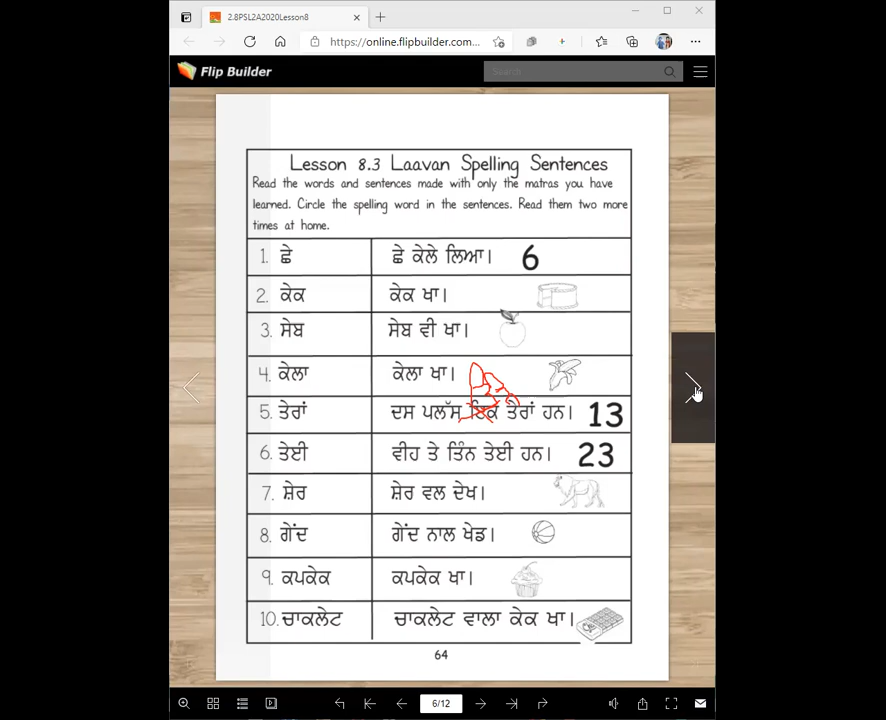 2.8PSL2A2020Lesson8
https://online.flipbuilder.com...
Flip Builder
Search
Lesson 8.3 Laavan Spelling Sentences
Read the words and sentences made with only the matras you have
learned. Circle the spelling word in the sentences. Read them two more
times at home.
1. ਛੇ ਛੇ ਕੇਲੇ ਲਿਆ। 6
2. ਕੇਕ ਕੇਕ ਖਾ।
3. ਸੇਬ ਸੇਬ ਵੀ ਖਾ।
4. ਕੇਲਾ ਕੇਲਾ ਖਾ।
5. ਤੇਰਾਂ ਦਸ ਪਲੱਸ ਇਕ ਤੇਰਾਂ ਹਨ। 13
6. ਤੇਈ ਵੀਹ ਤੇ ਤਿੰਨ ਤੇਈ ਹਨ। 23
7. ਸ਼ੇਰ ਸ਼ੇਰ ਵਲ ਦੇਖ।
8. ਗੇਂਦ ਗੇਂਦ ਨਾਲ ਖੇਡ।
9. ਕਪਕੇਕ ਕਪਕੇਕ ਖਾ।
10. ਚਾਕਲੇਟ ਚਾਕਲੇਟ ਵਾਲਾ ਕੇਕ ਖਾ।
64
6/12